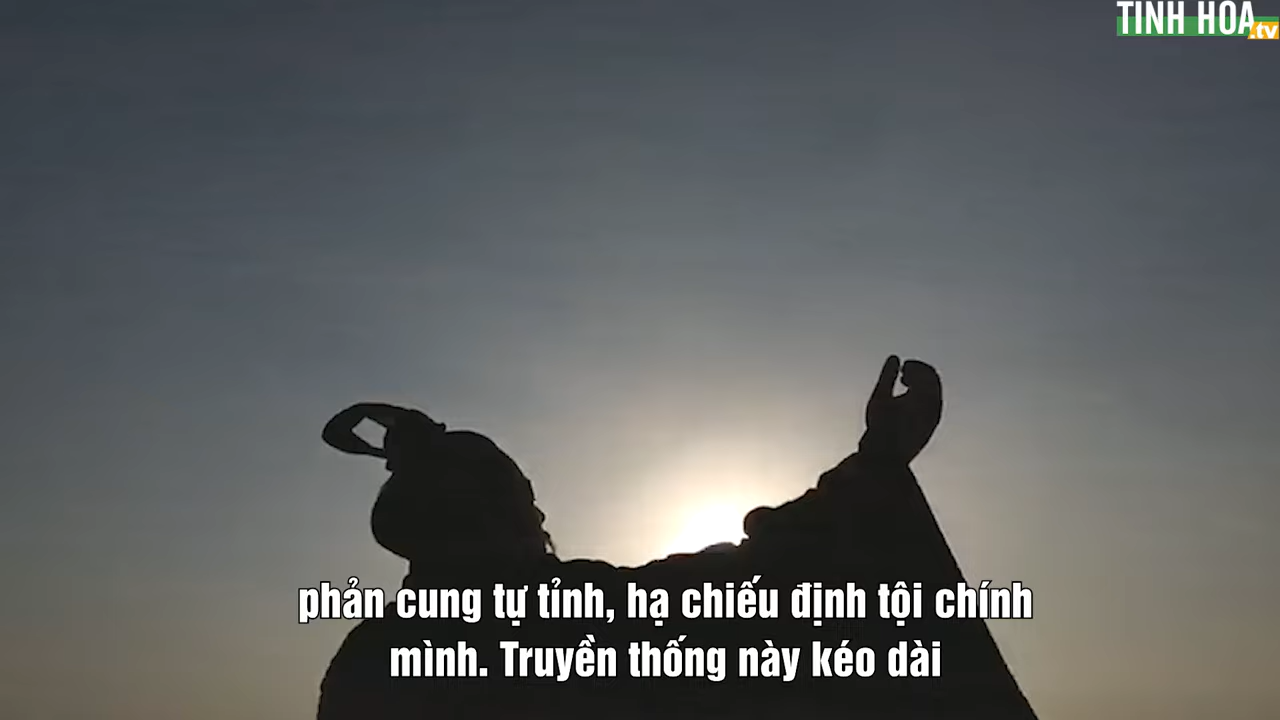 TINH HOA
.tv
phản cung tự tỉnh, hạ chiếu định tội chính
mình. Truyền thống này kéo dài